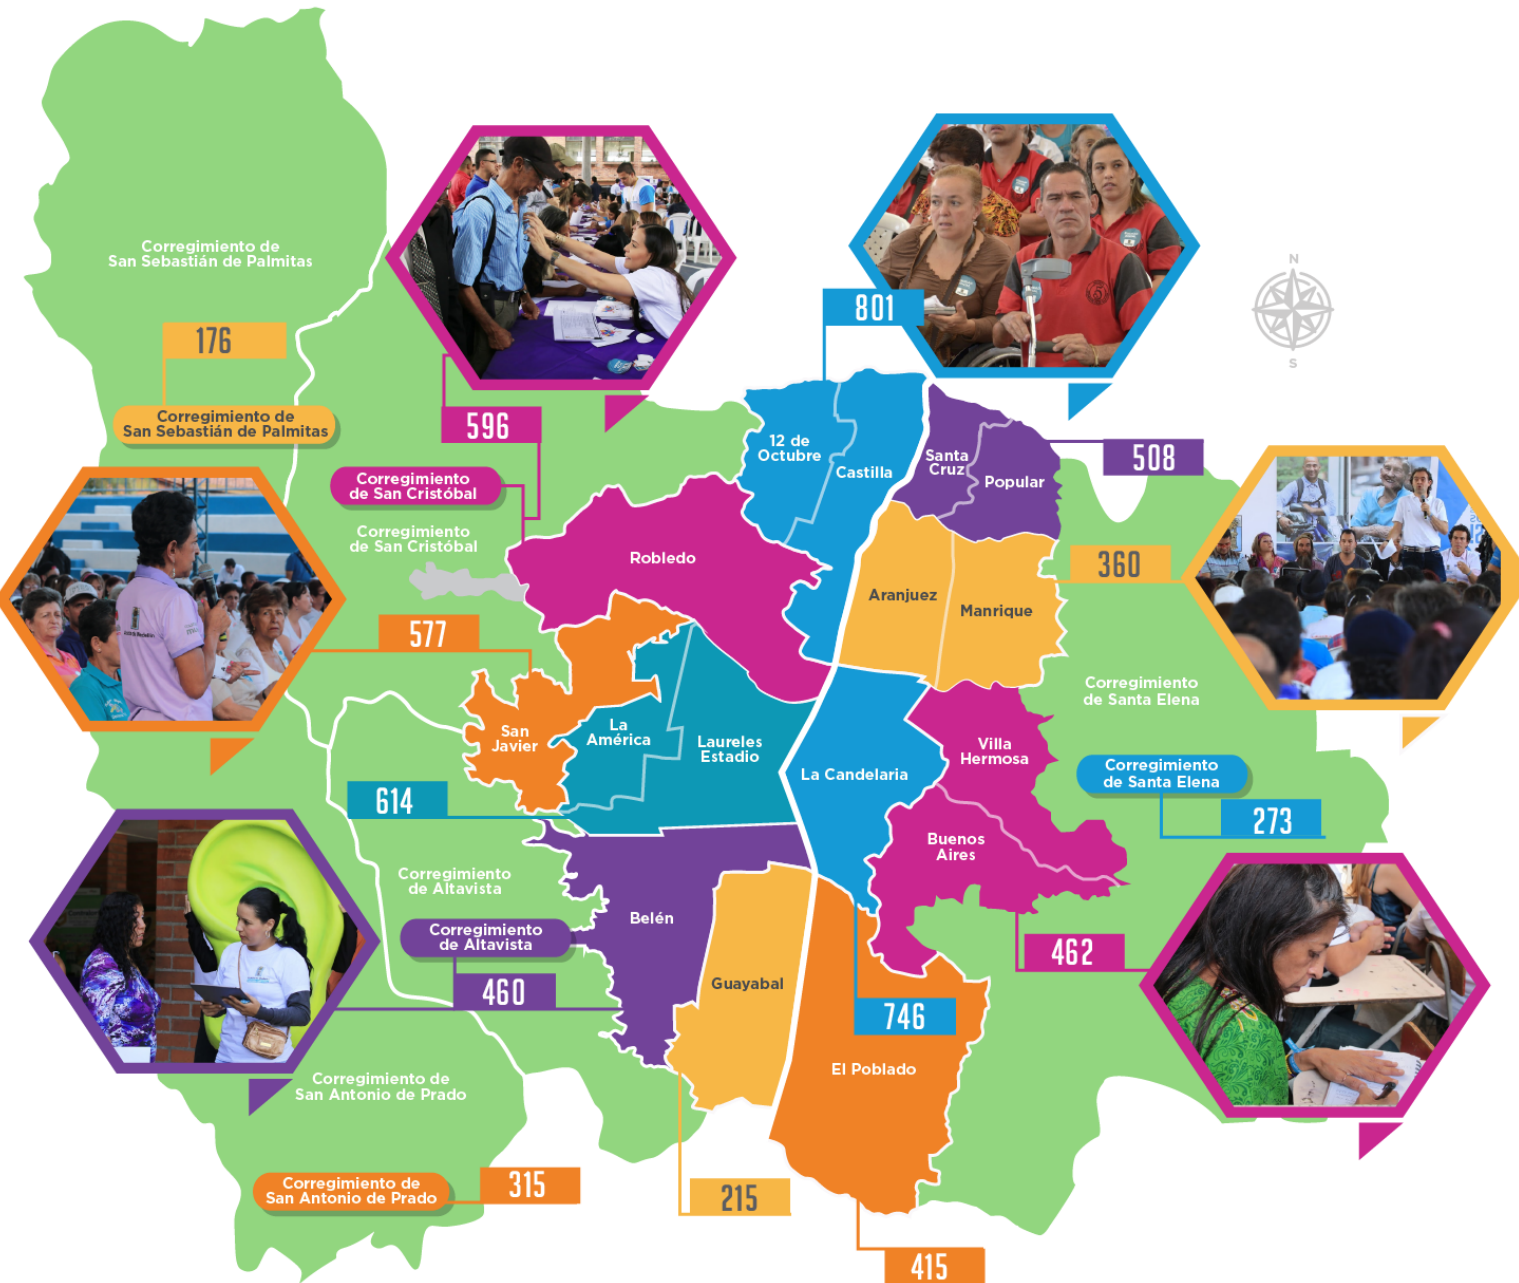 Corregimiento de
San Sebastián de Palmitas
176
Corregimiento de
San Sebastián de Palmitas
596
Corregimiento
de San Cristóbal
Corregimiento
de San Cristóbal
801
N
S
12 de
Octubre
Castilla
Santa
Cruz
Popular
508
Robledo
Aranjuez
Manrique
360
577
San
Javier
La
América
Laureles
Estadio
La Candelaria
Villa
Hermosa
Corregimiento
de Santa Elena
Corregimiento
de Santa Elena
273
614
Buenos
Aires
Corregimiento
de Altavista
Corregimiento
de Altavista
460
Belén
Guayabal
462
746
El Poblado
Corregimiento de
San Antonio de Prado
Corregimiento de
San Antonio de Prado
315
215
415